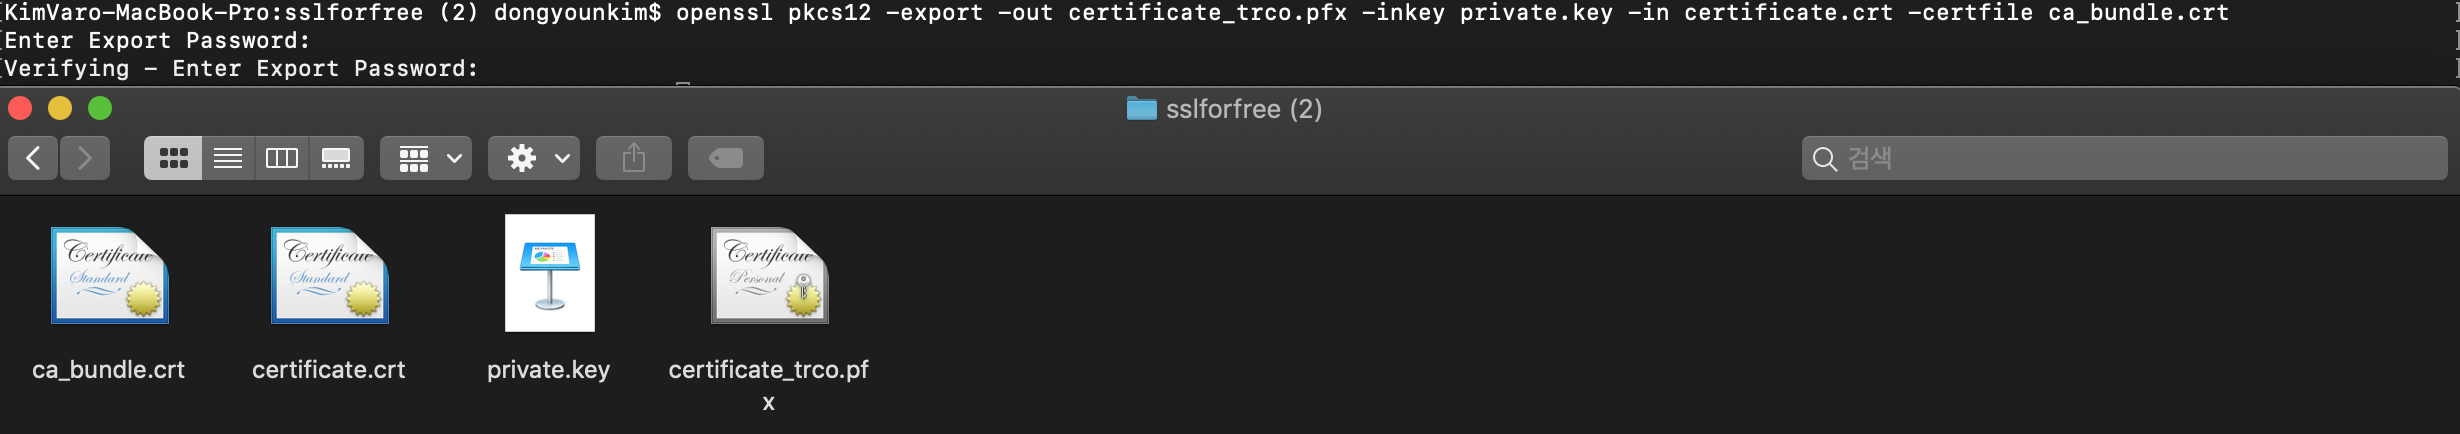 KimVaro-MacBook-Pro:sslforfree (2) dongyounkim$ openssl pkcs12 -export -out certificate_trco.pfx -inkey private.key -in certificate.crt -certfile ca_bundle.crt
Enter Export Password:
Verifying - Enter Export Password:
sslforfree (2)
검색
Certificate
Standard
Certificate
Standard
KEYNOTE
Certificate
Personal
ca_bundle.crt
certificate.crt
private.key
certificate_trco.pf
x